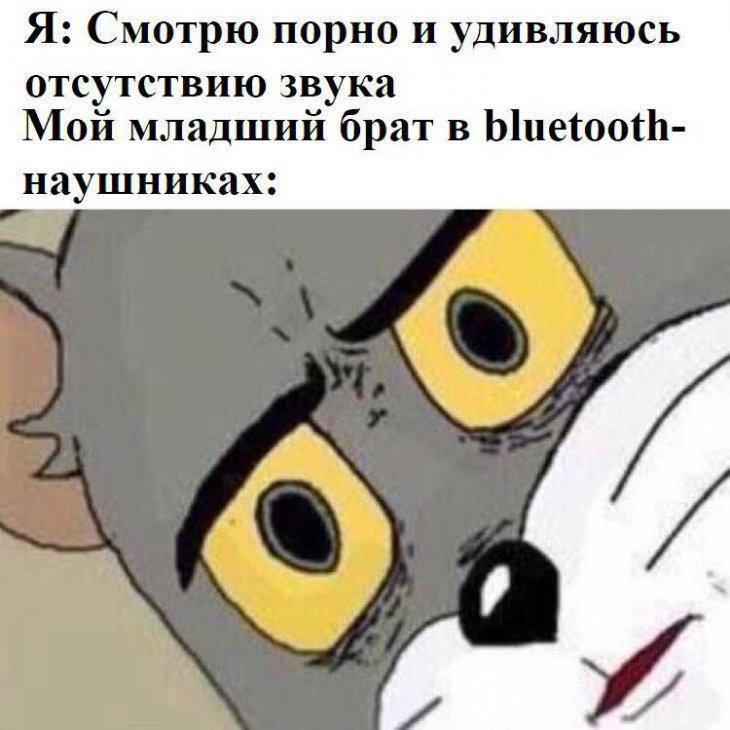 Я: Смотрю порно и удивляюсь
отсутствию звука
Мой младший брат в bluetooth-
наушниках: